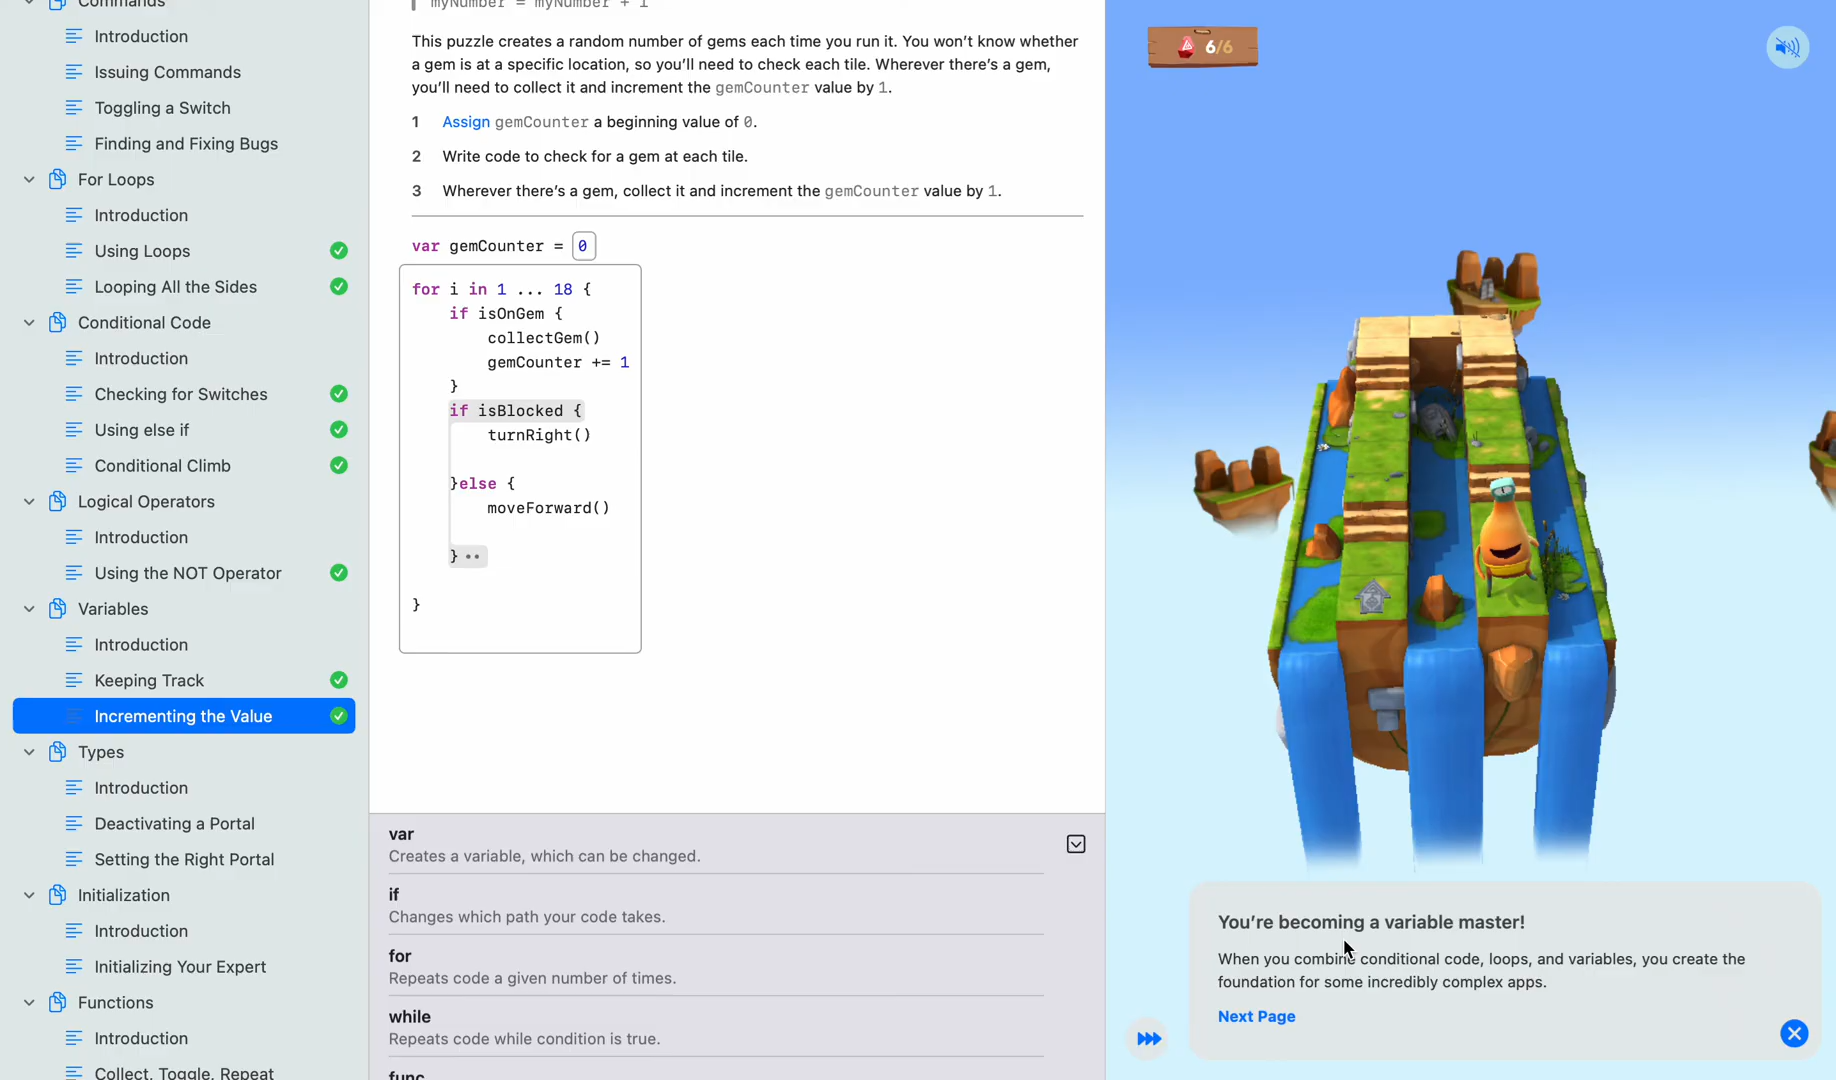 Commands
Introduction
Issuing Commands
Toggling a Switch
Finding and Fixing Bugs
For Loops
Introduction
Using Loops
Looping All the Sides
Conditional Code
Introduction
Checking for Switches
Using else if
Conditional Climb
Logical Operators
Introduction
Using the NOT Operator
Variables
Introduction
Keeping Track
Incrementing the Value
Types
Introduction
Deactivating a Portal
Setting the Right Portal
Initialization
Introduction
Initializing Your Expert
Functions
Introduction
Collect, Toggle, Repeat
myNumber = myNumber + 1
This puzzle creates a random number of gems each time you run it. You won’t know whether
a gem is at a specific location, so you’ll need to check each tile. Wherever there’s a gem,
you’ll need to collect it and increment the gemCounter value by 1.
1 Assign gemCounter a beginning value of 0.
2 Write code to check for a gem at each tile.
3 Wherever there’s a gem, collect it and increment the gemCounter value by 1.
var gemCounter = 0
for i in 1 ... 18 {
if isOnGem {
collectGem()
gemCounter += 1
}
if isBlocked {
turnRight()
}else {
moveForward()
}
}
var
Creates a variable, which can be changed.
if
Changes which path your code takes.
for
Repeats code a given number of times.
while
Repeats code while condition is true.
func
6/6
You’re becoming a variable master!
When you combine conditional code, loops, and variables, you create the
foundation for some incredibly complex apps.
Next Page